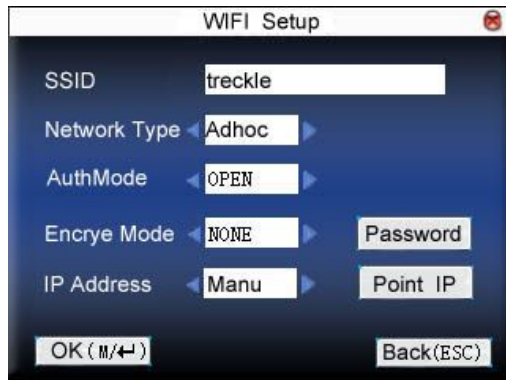 WIFI Setup
SSID treckle
Network Type Adhoc
AuthMode OPEN
Encrye Mode NONE Password
IP Address Manu Point IP
OK(M/↵) Back(ESC)